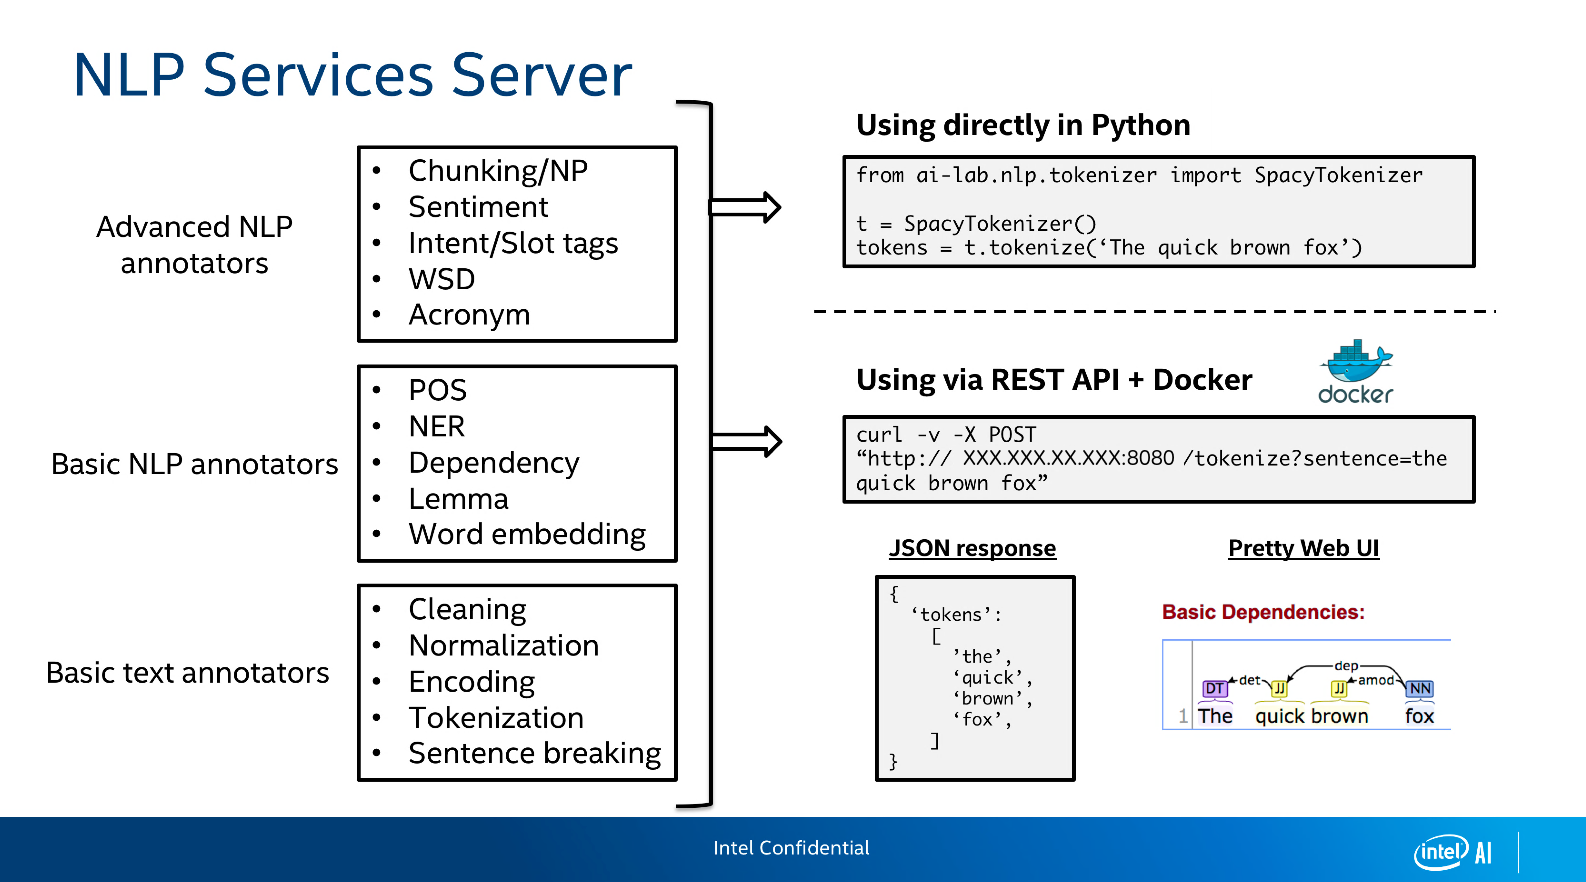 NLP Services Server
Advanced NLP
annotators
• Chunking/NP
• Sentiment
• Intent/Slot tags
• WSD
• Acronym
Basic NLP annotators
• POS
• NER
• Dependency
• Lemma
• Word embedding
Basic text annotators
• Cleaning
• Normalization
• Encoding
• Tokenization
• Sentence breaking
Using directly in Python
from ai-lab.nlp.tokenizer import SpacyTokenizer
t = SpacyTokenizer()
tokens = t.tokenize(‘The quick brown fox’)
Using via REST API + Docker
docker
curl -v -X POST
“http:// XXX.XXX.XX.XXX:8080 /tokenize?sentence=the
quick brown fox”
JSON response
{
‘tokens’:
[
’the’,
‘quick’,
‘brown’,
‘fox’,
]
}
Pretty Web UI
Basic Dependencies:
dep
det amod
DT JJ JJ NN
1 The quick brown fox
Intel Confidential
intel AI